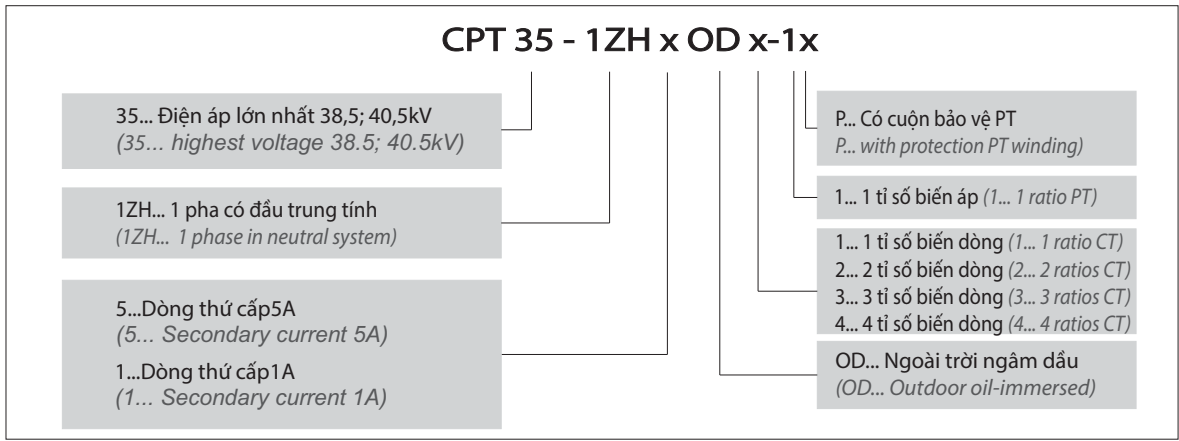 CPT 35 - 1ZH x OD x-1x
35... Điện áp lớn nhất 38,5; 40,5kV
(35... highest voltage 38.5; 40.5kV)
1ZH... 1 pha có đầu trung tính
(1ZH... 1 phase in neutral system)
5...Dòng thứ cấp5A
(5... Secondary current 5A)
1...Dòng thứ cấp1A
(1... Secondary current 1A)
P... Có cuộn bảo vệ PT
P... with protection PT winding)
1... 1 tỉ số biến áp (1... 1 ratio PT)
1... 1 tỉ số biến dòng (1... 1 ratio CT)
2... 2 tỉ số biến dòng (2... 2 ratios CT)
3... 3 tỉ số biến dòng (3... 3 ratios CT)
4... 4 tỉ số biến dòng (4... 4 ratios CT)
OD... Ngoài trời ngâm dầu
(OD... Outdoor oil-immersed)